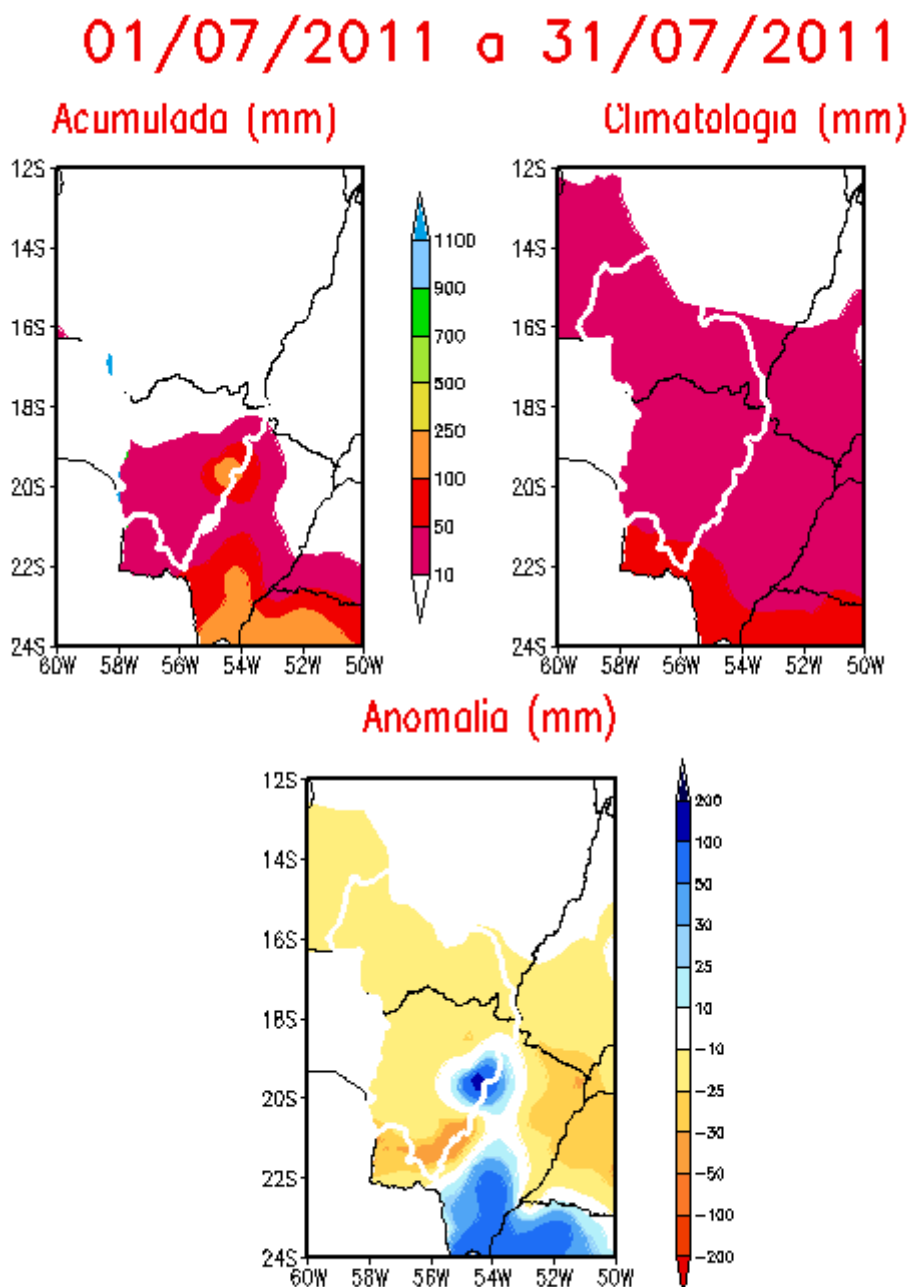 01/07/2011 a 31/07/2011
Acumulada (mm)
Climatologia (mm)
12S
14S
16S
18S
20S
22S
24S
60W 58W 56W 54W 52W 50W
1100
900
700
500
250
100
50
10
12S
14S
16S
18S
20S
22S
24S
60W 58W 56W 54W 52W 50W
Anomalia (mm)
12S
14S
16S
18S
20S
22S
24S
60W 58W 56W 54W 52W 50W
200
100
50
30
25
10
-10
-25
-30
-50
-100
-200